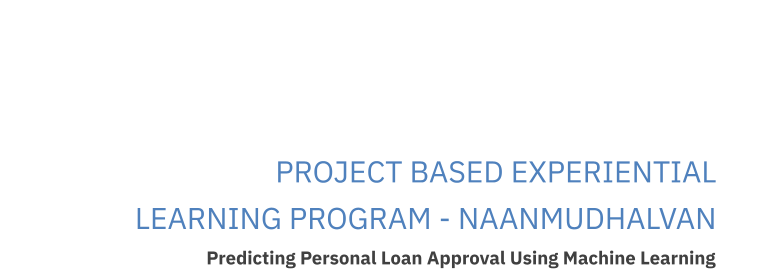 PROJECT BASED EXPERIENTIAL
LEARNING PROGRAM - NAANMUDHALVAN
Predicting Personal Loan Approval Using Machine Learning